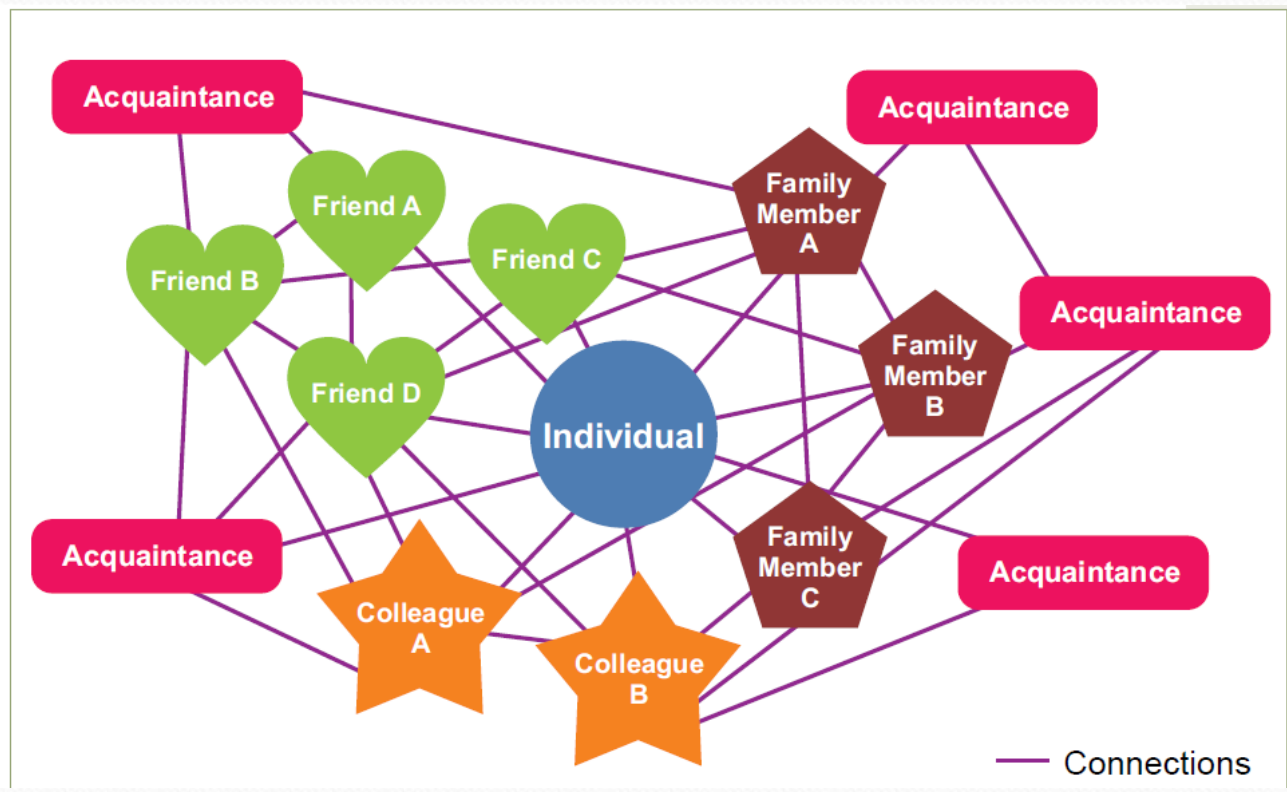 Acquaintance
Acquaintance
Friend A
Family
Member
A
Friend C
Friend B
Acquaintance
Family
Member
B
Friend D
Individual
Family
Member
C
Acquaintance
Acquaintance
Colleague
A
Colleague
B
Connections